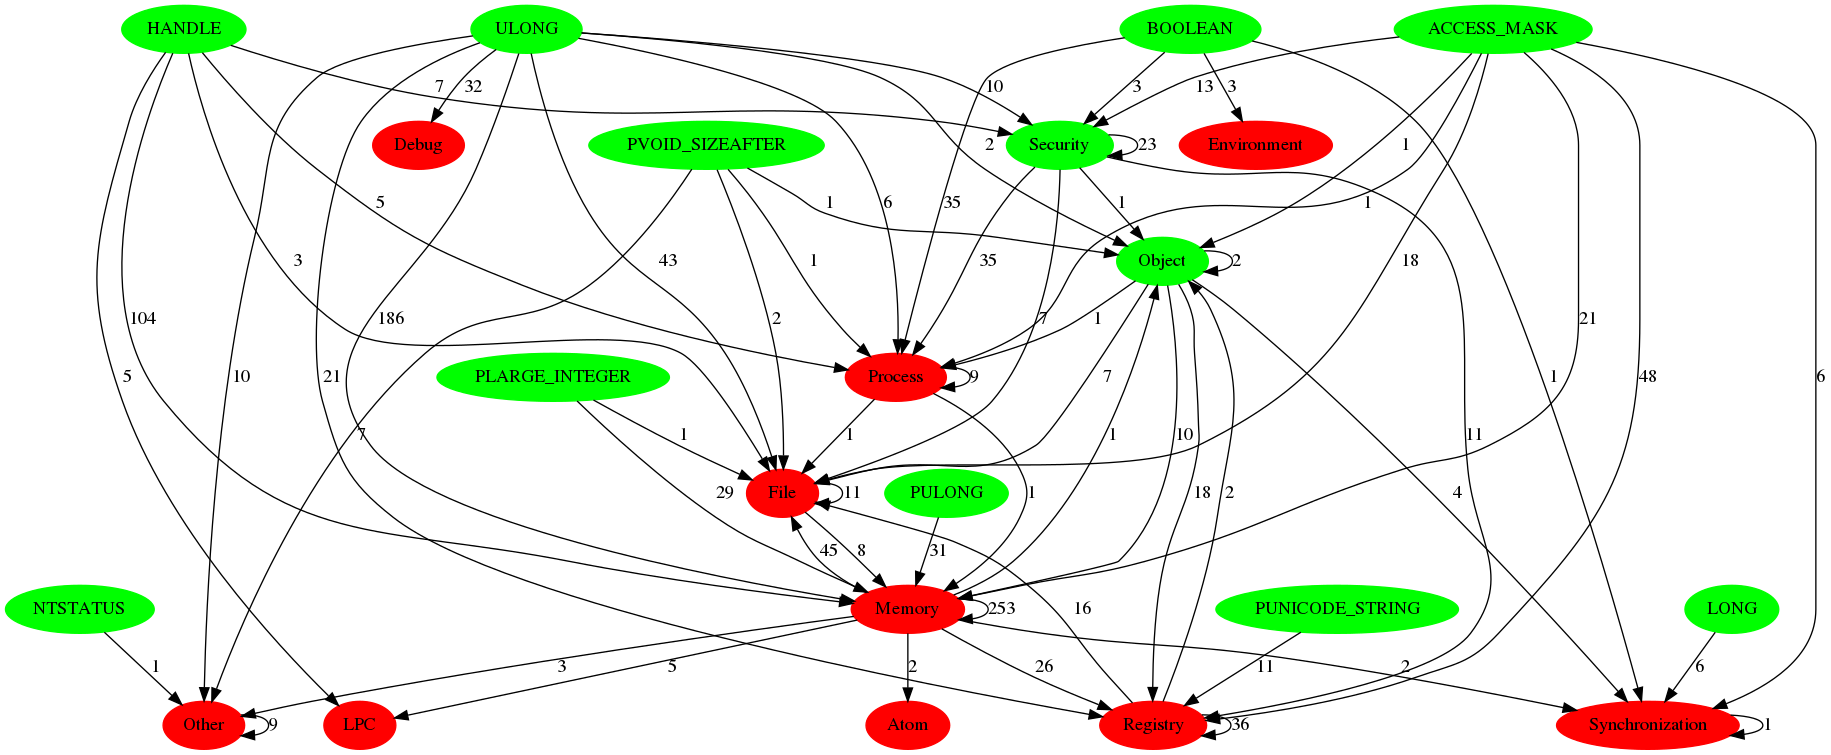 HANDLE ULONG BOOLEAN ACCESS_MASK
7 32 10 3 3 13
Debug PVOID_SIZEAFTER Security 23 Environment 2 1
5 1 6 35 35 1 1
3 43 1 Object 2 18
104 186 2 1 7 1 10 18 2 21
5 10 21 PLARGE_INTEGER Process 9 1 48 6
7 1 1 7 1 11
29 File 11 PULONG 1 4
45 8 31
NTSTATUS Memory 253 16 PUNICODE_STRING LONG
1 3 5 2 26 11 2 6
Other 9 LPC Atom Registry 36 Synchronization 1